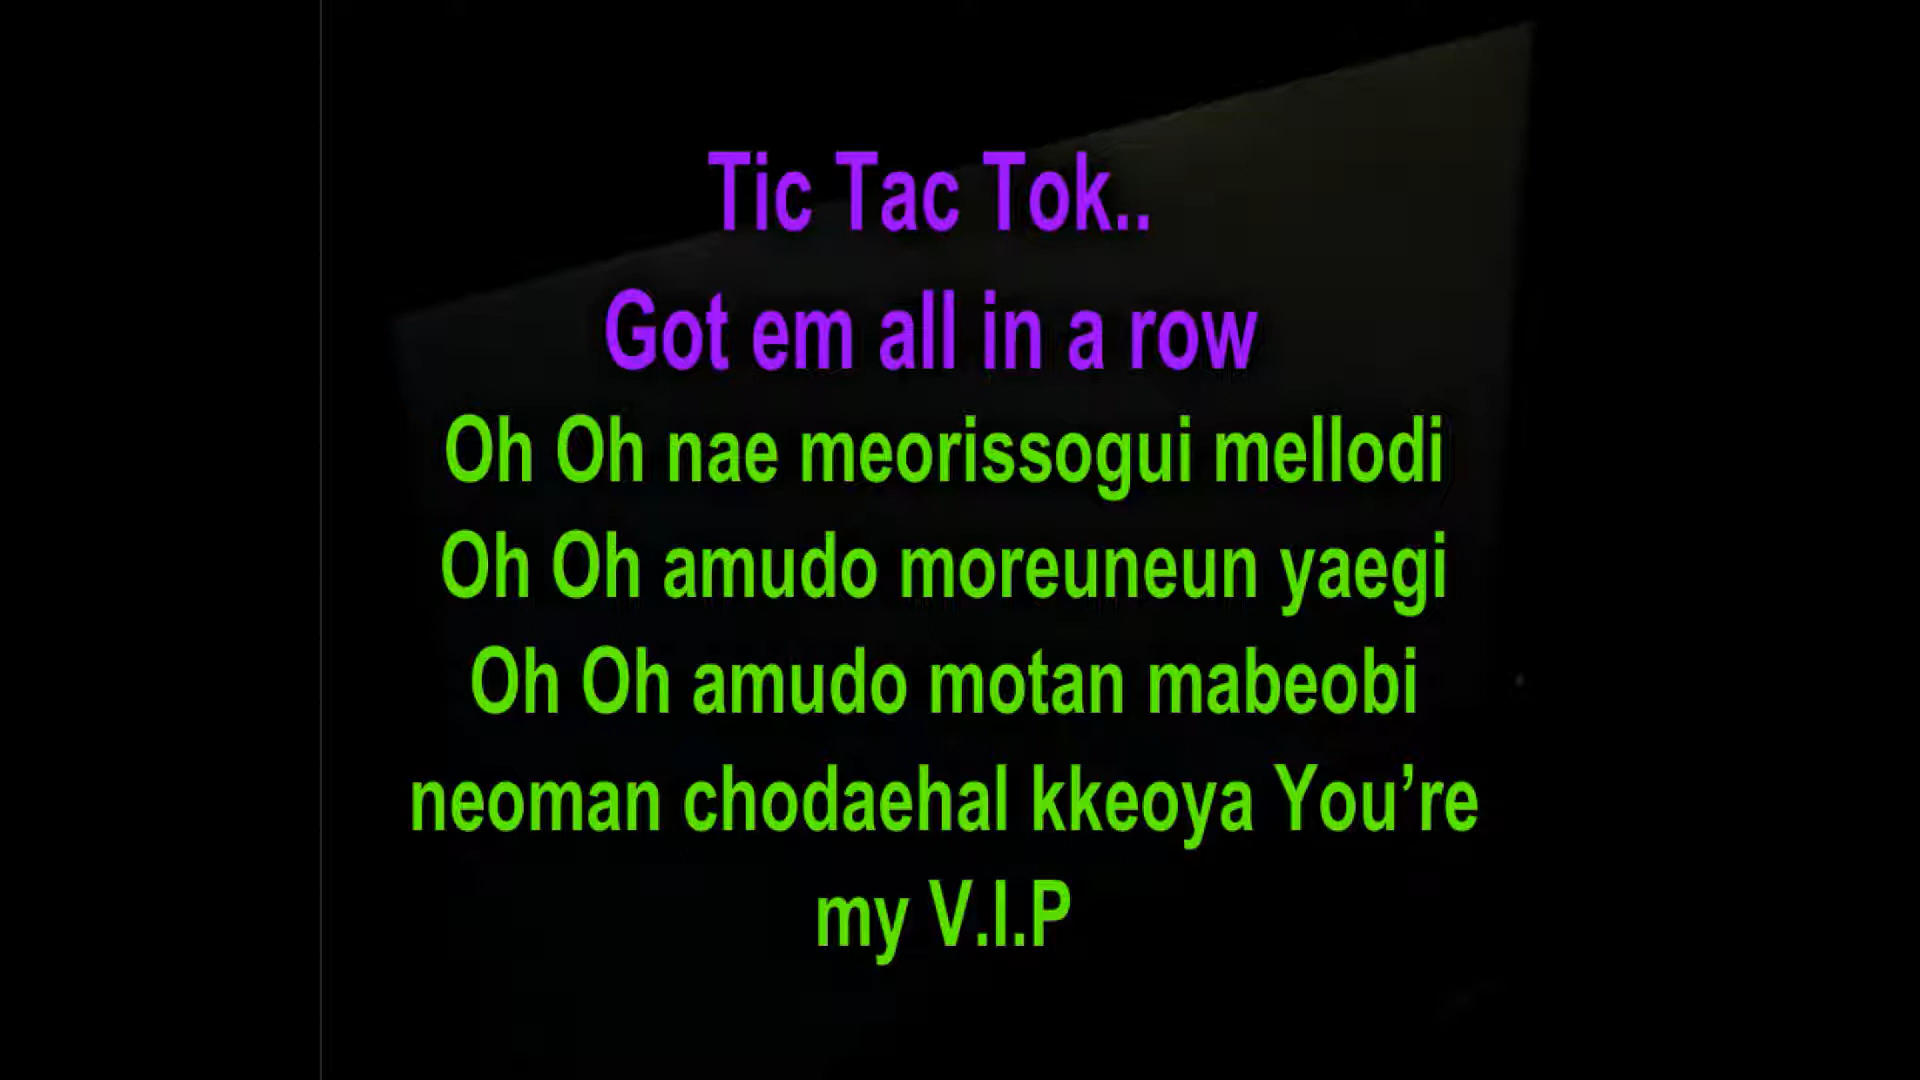 Tic Tac Tok..
Got em all in a row
Oh Oh nae meorissogui mellodi
Oh Oh amudo moreuneun yaegi
Oh Oh amudo motan mabeobi
neoman chodaehal kkeoya You’re
my V.I.P